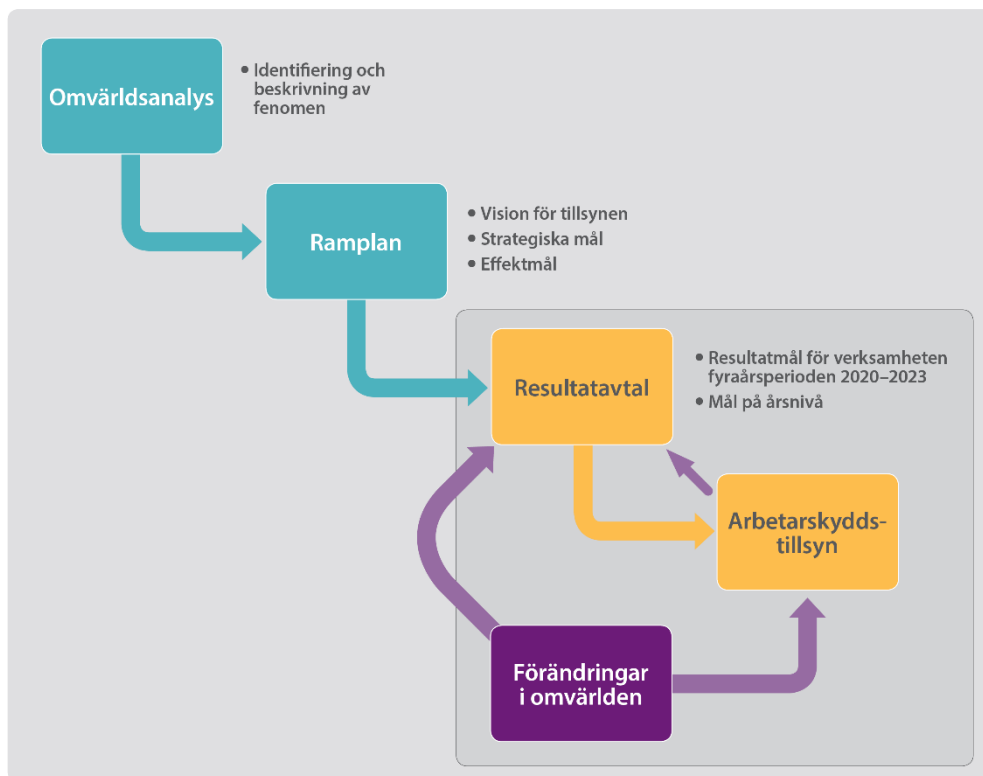 Omvärldsanalys
• Identifiering och
beskrivning av
fenomen
Ramplan
• Vision för tillsynen
• Strategiska mål
• Effektmål
Resultatavtal
• Resultatmål för verksamheten
fyraårsperioden 2020–2023
• Mål på årsnivå
Arbetarskydds-
tillsyn
Förändringar
i omvärlden